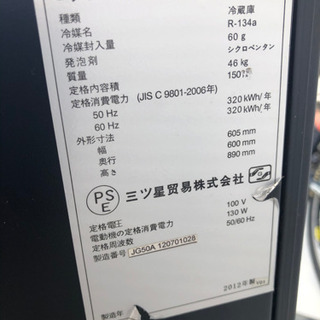 種類 冷蔵庫
冷媒名 R-134a
冷媒封入量 60 g
発泡剤 シクロペンタン
質量 46 kg
定格内容積 150
定格消費電力 (JIS C 9801-2006年)
50 Hz 320 kWh/年
60 Hz 320 kWh/年
外形寸法
幅 605 mm
奥行 600 mm
高さ 890 mm
PS
E
三ツ星貿易株式会社
定格電圧 100 V
電動機の定格消費電力 130 W
定格周波数 50/60 Hz
製造番号 JG50A 120701028
製造年 2012年製